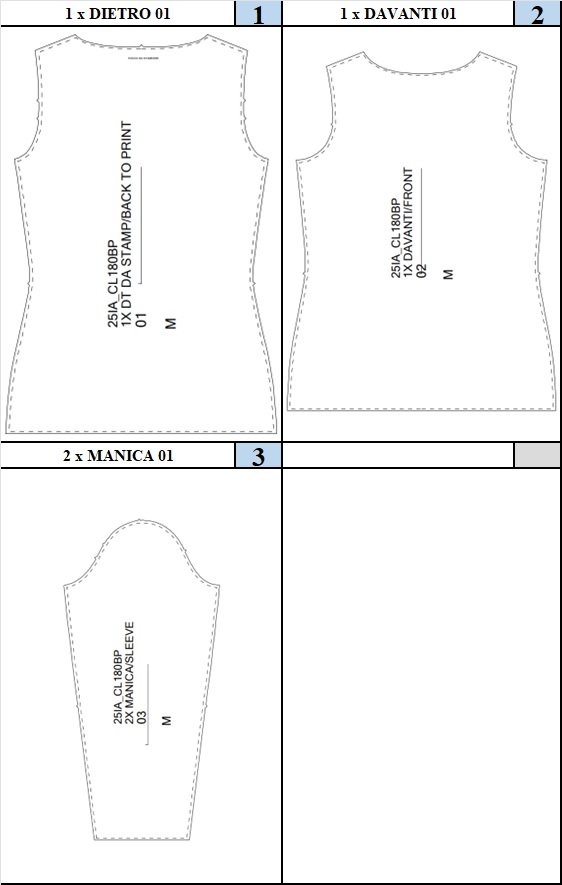 1 x DIETRO 01
1
25IA_CL180BP
1X DT DA STAMP/BACK TO PRINT
01
M
1 x DAVANTI 01
2
25IA_CL180BP
1X DAVANTI/FRONT
02
M
2 x MANICA 01
3
25IA_CL180BP
2X MANICA/SLEEVE
03
M